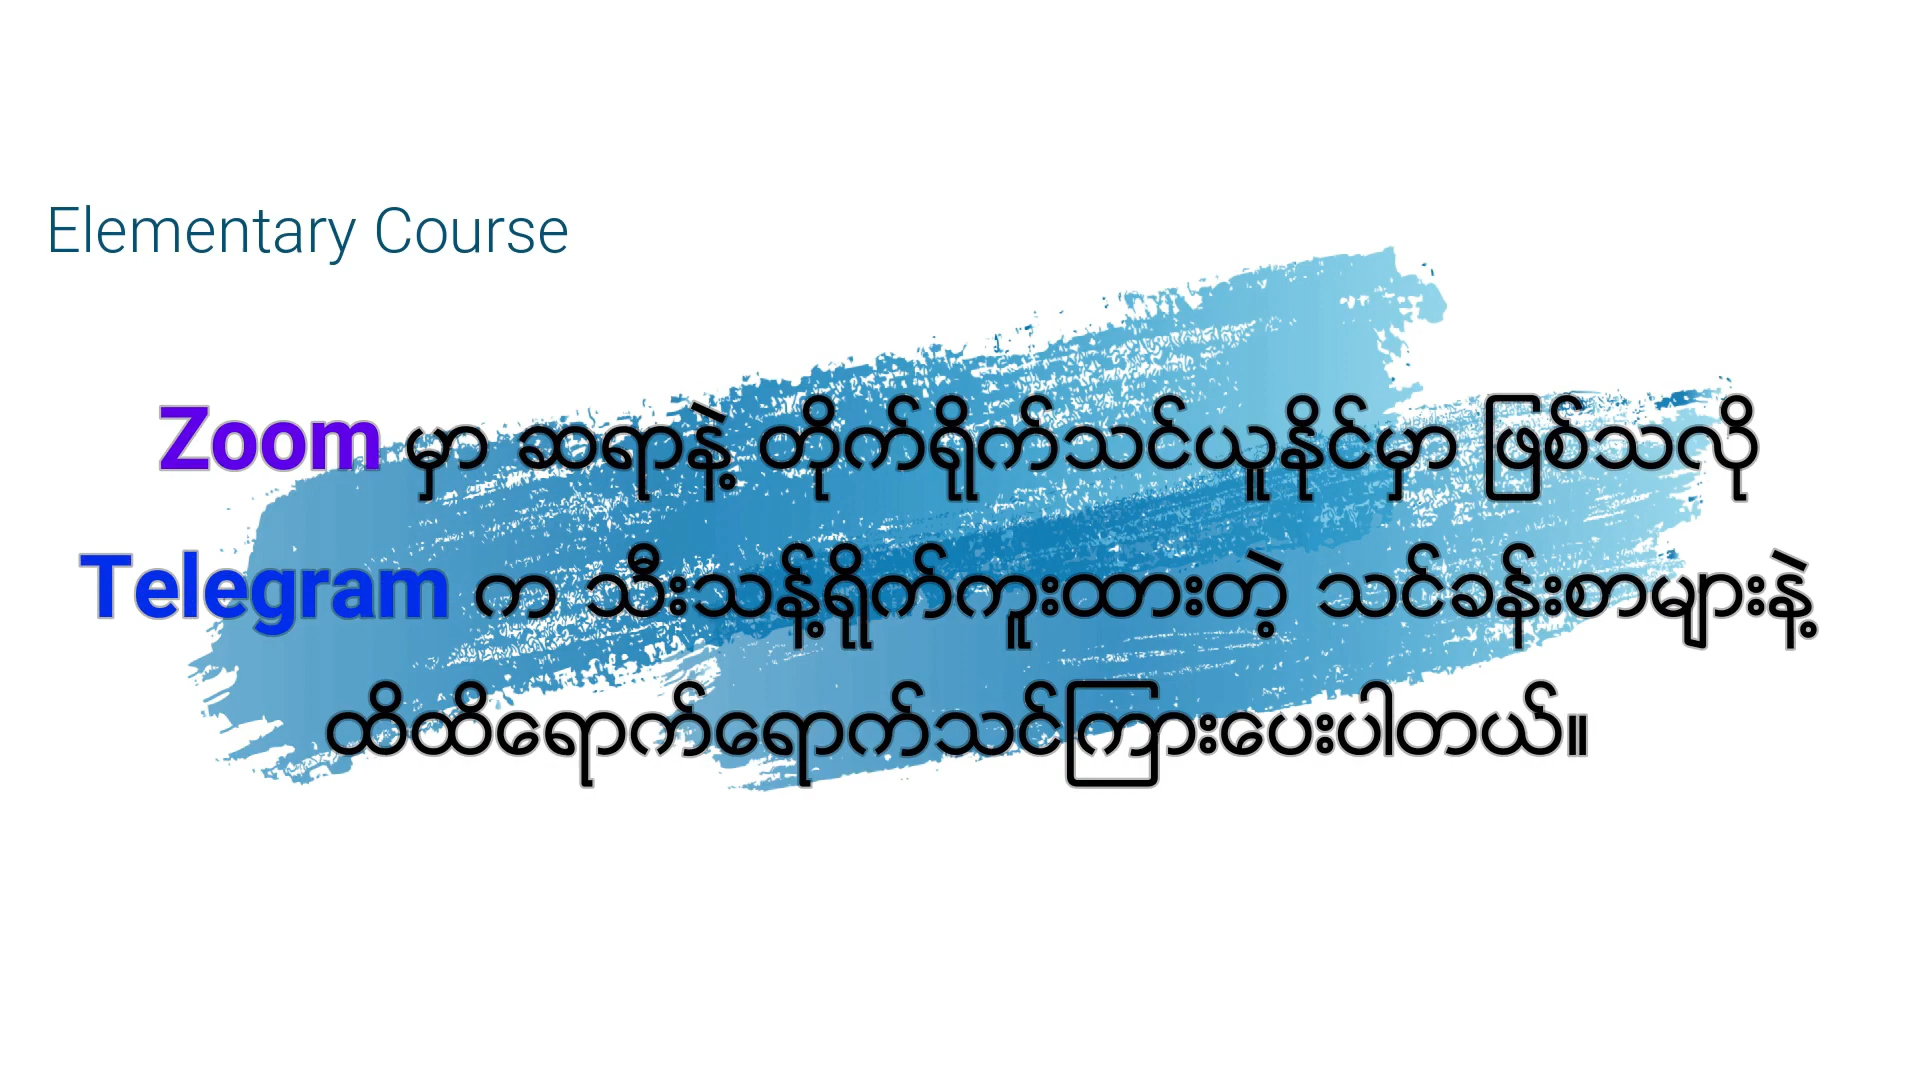 Elementary Course
Zoom မှာ ဆရာနဲ့ တိုက်ရိုက်သင်ယူနိုင်မှာ ဖြစ်သလို
Telegram က သီးသန့်ရိုက်ကူးထားတဲ့ သင်ခန်းစာများနဲ့
ထိထိရောက်ရောက်သင်ကြားပေးပါတယ်။